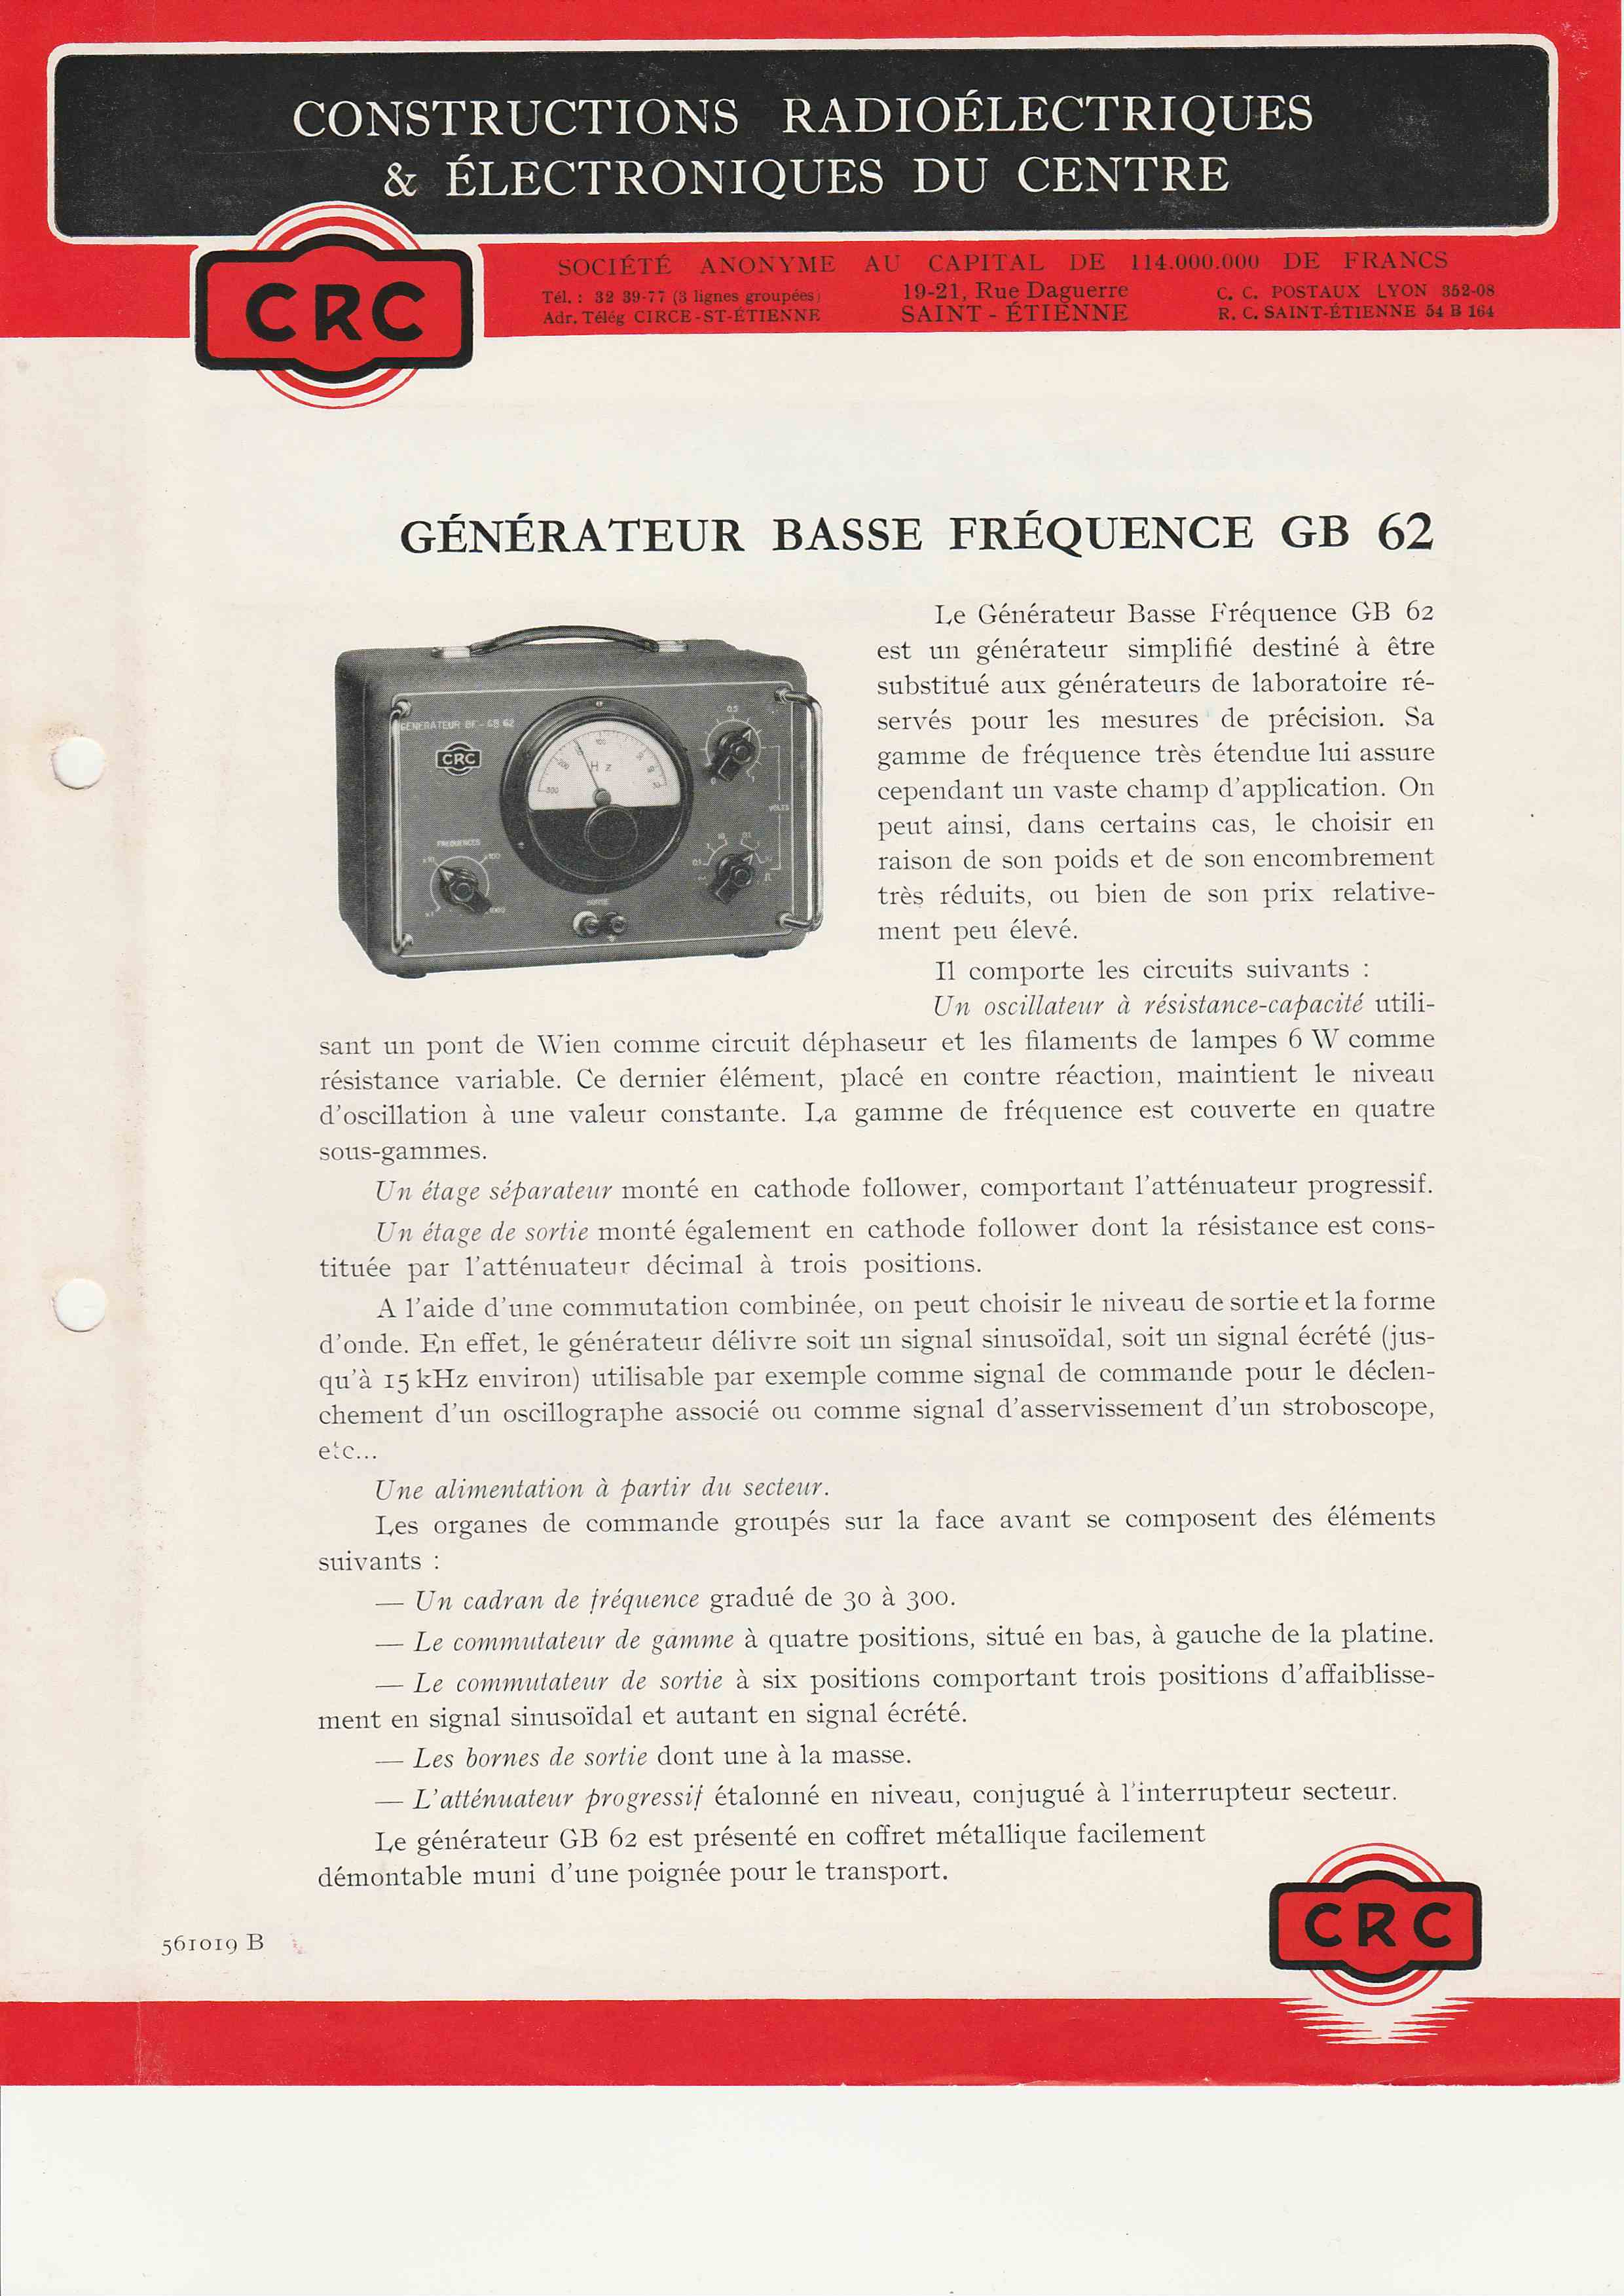 CONSTRUCTIONS RADIOÉLECTRIQUES
& ÉLECTRONIQUES DU CENTRE
CRC
SOCIÉTÉ ANONYME AU CAPITAL DE 114.000.000 DE FRANCS
Tél. : 32 39-77 (3 lignes groupées)
Adr. Télég CIRCE-ST-ÉTIENNE
19-21, Rue Daguerre
SAINT-ÉTIENNE
C. C. POSTAUX LYON 352-08
R. C. SAINT-ÉTIENNE 54 B 164
GÉNÉRATEUR BASSE FRÉQUENCE GB 62
GENERATEUR BF - GB 62
CRC
Hz
FREQUENCES
VOLTS
SORTIE
Le Générateur Basse Fréquence GB 62
est un générateur simplifié destiné à être
substitué aux générateurs de laboratoire ré-
servés pour les mesures de précision. Sa
gamme de fréquence très étendue lui assure
cependant un vaste champ d'application. On
peut ainsi, dans certains cas, le choisir en
raison de son poids et de son encombrement
très réduits, ou bien de son prix relative-
ment peu élevé.
Il comporte les circuits suivants :
Un oscillateur à résistance-capacité utili-
sant un pont de Wien comme circuit déphaseur et les filaments de lampes 6 W comme
résistance variable. Ce dernier élément, placé en contre réaction, maintient le niveau
d'oscillation à une valeur constante. La gamme de fréquence est couverte en quatre
sous-gammes.
Un étage séparateur monté en cathode follower, comportant l'atténuateur progressif.
Un étage de sortie monté également en cathode follower dont la résistance est cons-
tituée par l'atténuateur décimal à trois positions.
A l'aide d'une commutation combinée, on peut choisir le niveau de sortie et la forme
d'onde. En effet, le générateur délivre soit un signal sinusoïdal, soit un signal écrété (jus-
qu'à 15 kHz environ) utilisable par exemple comme signal de commande pour le déclen-
chement d'un oscillographe associé ou comme signal d'asservissement d'un stroboscope,
etc...
Une alimentation à partir du secteur.
Les organes de commande groupés sur la face avant se composent des éléments
suivants :
— Un cadran de fréquence gradué de 30 à 300.
— Le commutateur de gamme à quatre positions, situé en bas, à gauche de la platine.
— Le commutateur de sortie à six positions comportant trois positions d'affaiblisse-
ment en signal sinusoïdal et autant en signal écrété.
— Les bornes de sortie dont une à la masse.
— L'atténuateur progressif étalonné en niveau, conjugué à l'interrupteur secteur.
Le générateur GB 62 est présenté en coffret métallique facilement
démontable muni d'une poignée pour le transport.
CRC
561019 B